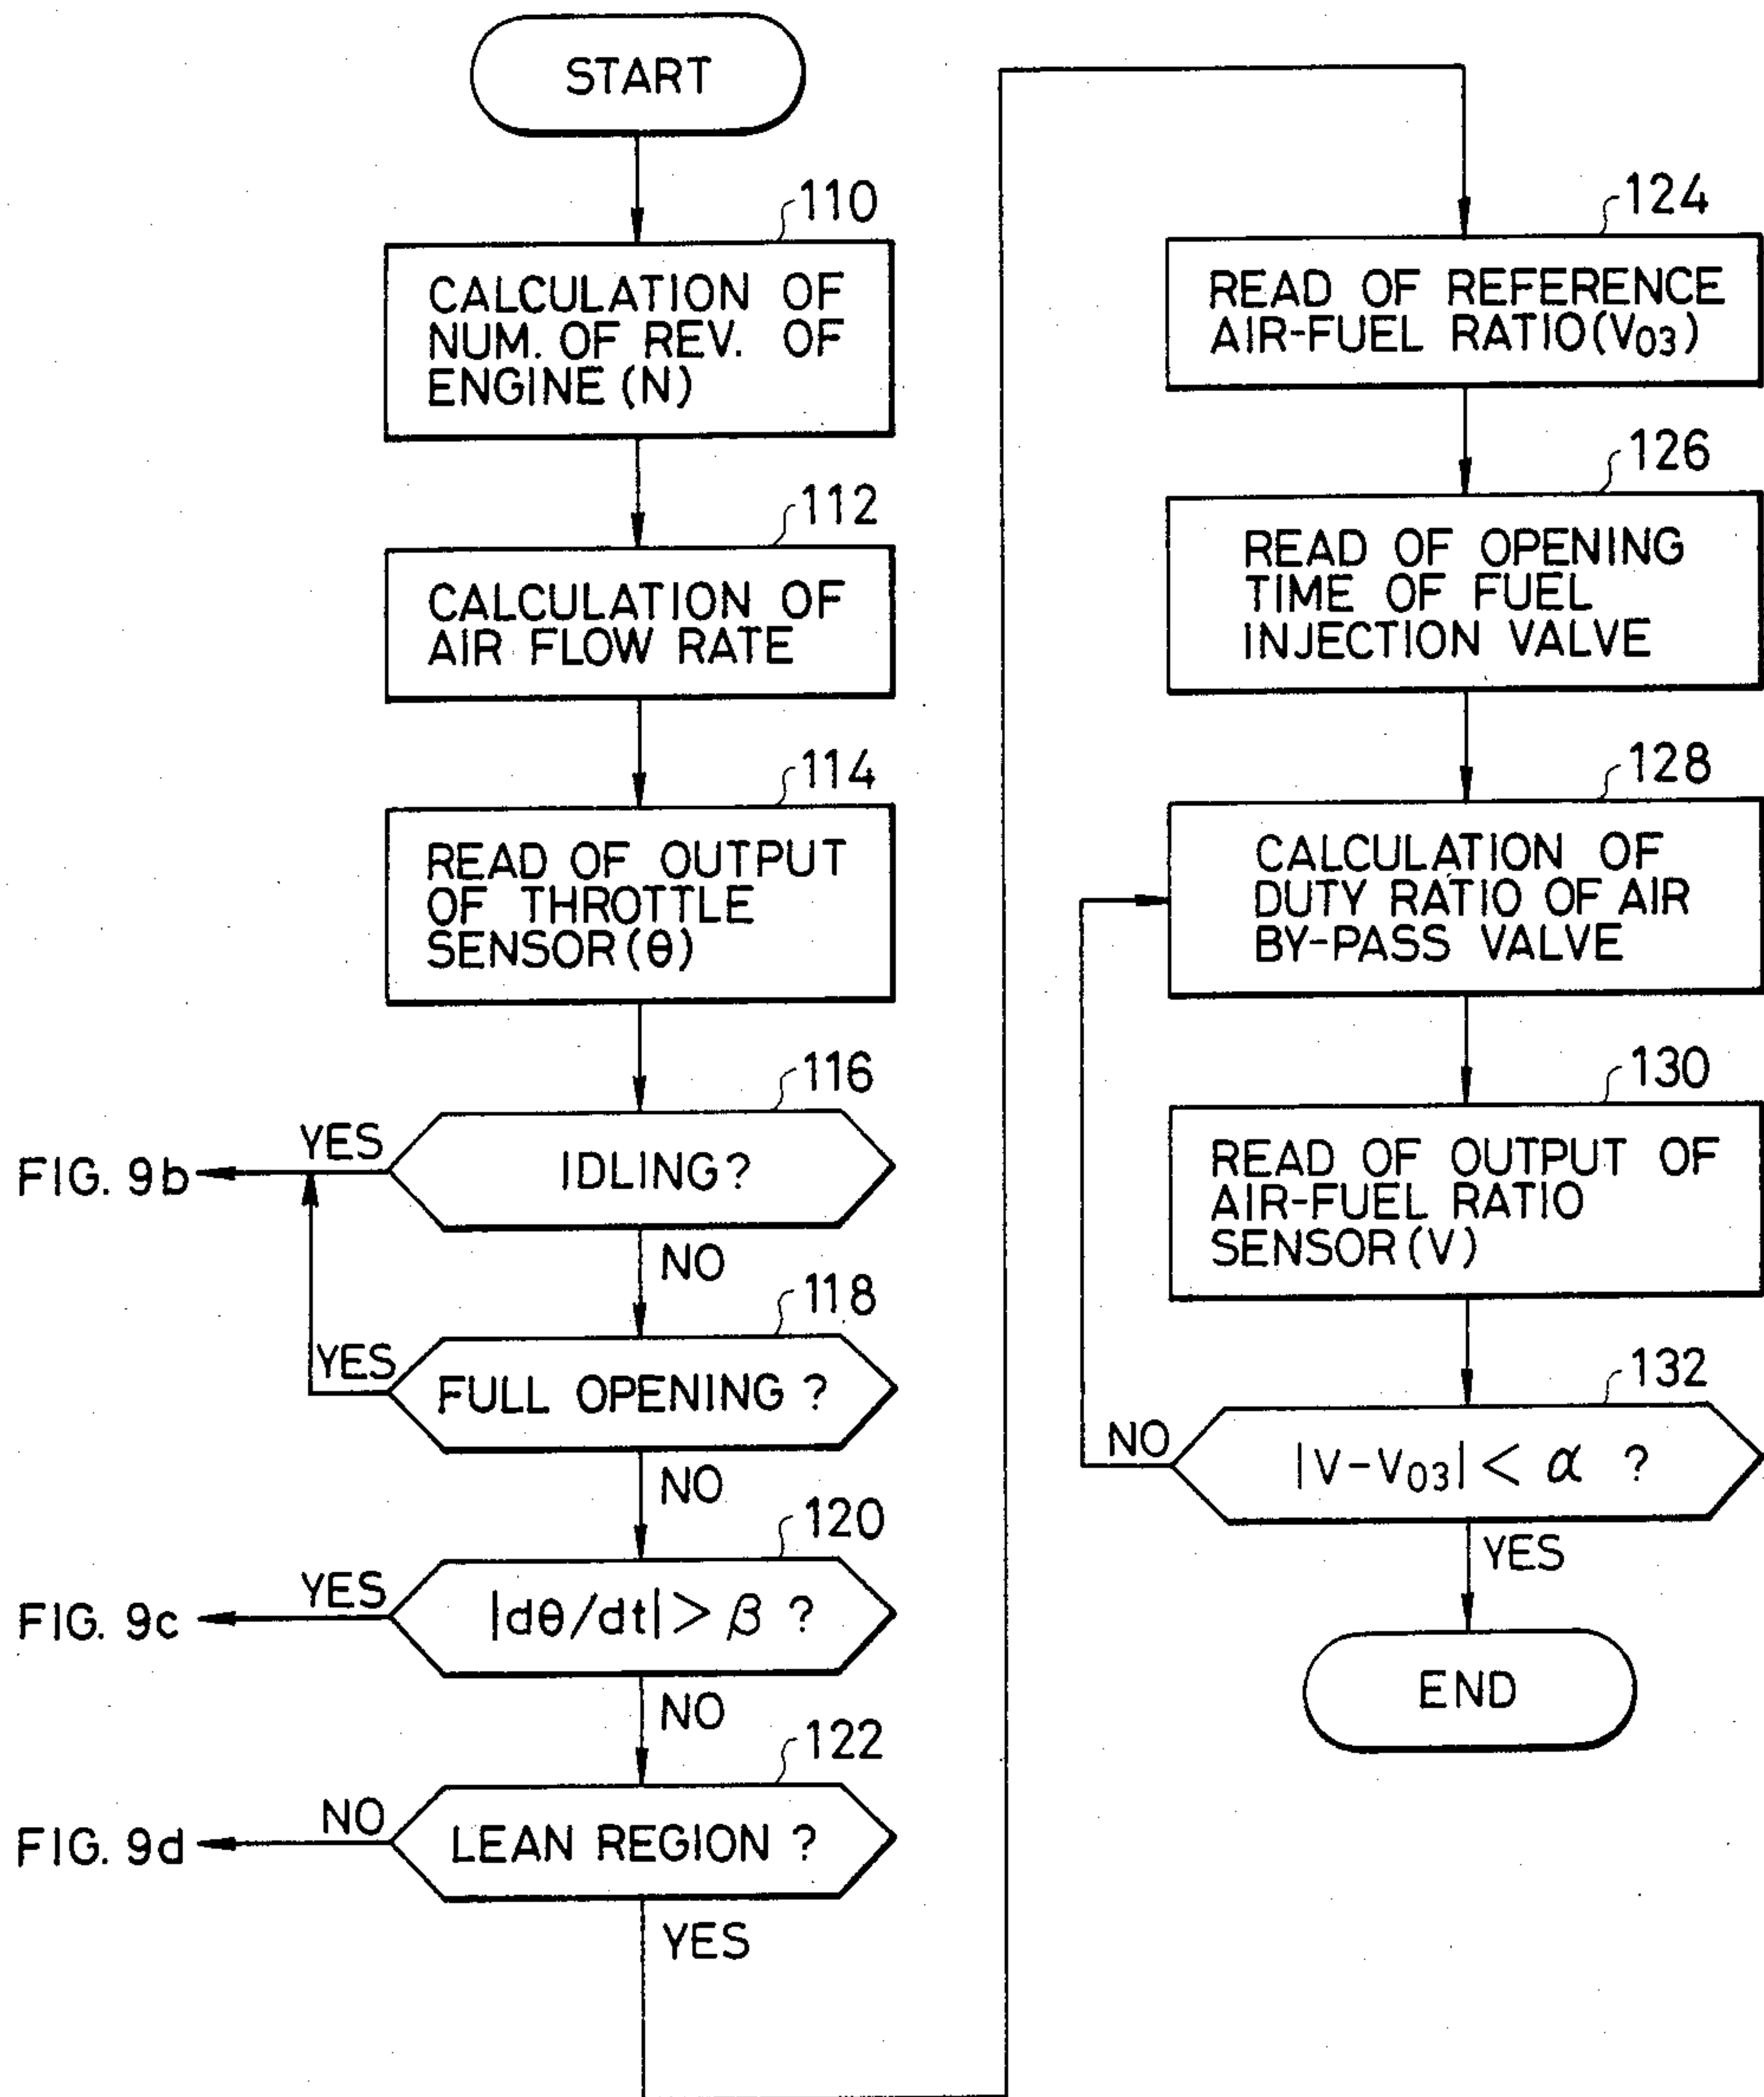 START
110
CALCULATION OF
NUM. OF REV. OF
ENGINE (N)
112
CALCULATION OF
AIR FLOW RATE
114
READ OF OUTPUT
OF THROTTLE
SENSOR (θ)
116
IDLING?
YES
FIG. 9b
NO
118
FULL OPENING ?
YES
NO
120
|dθ/dt| > β ?
YES
FIG. 9c
NO
122
LEAN REGION ?
NO
FIG. 9d
YES
124
READ OF REFERENCE
AIR-FUEL RATIO (V03)
126
READ OF OPENING
TIME OF FUEL
INJECTION VALVE
128
CALCULATION OF
DUTY RATIO OF AIR
BY-PASS VALVE
130
READ OF OUTPUT OF
AIR-FUEL RATIO
SENSOR (V)
132
|V-V03| < α ?
NO
YES
END